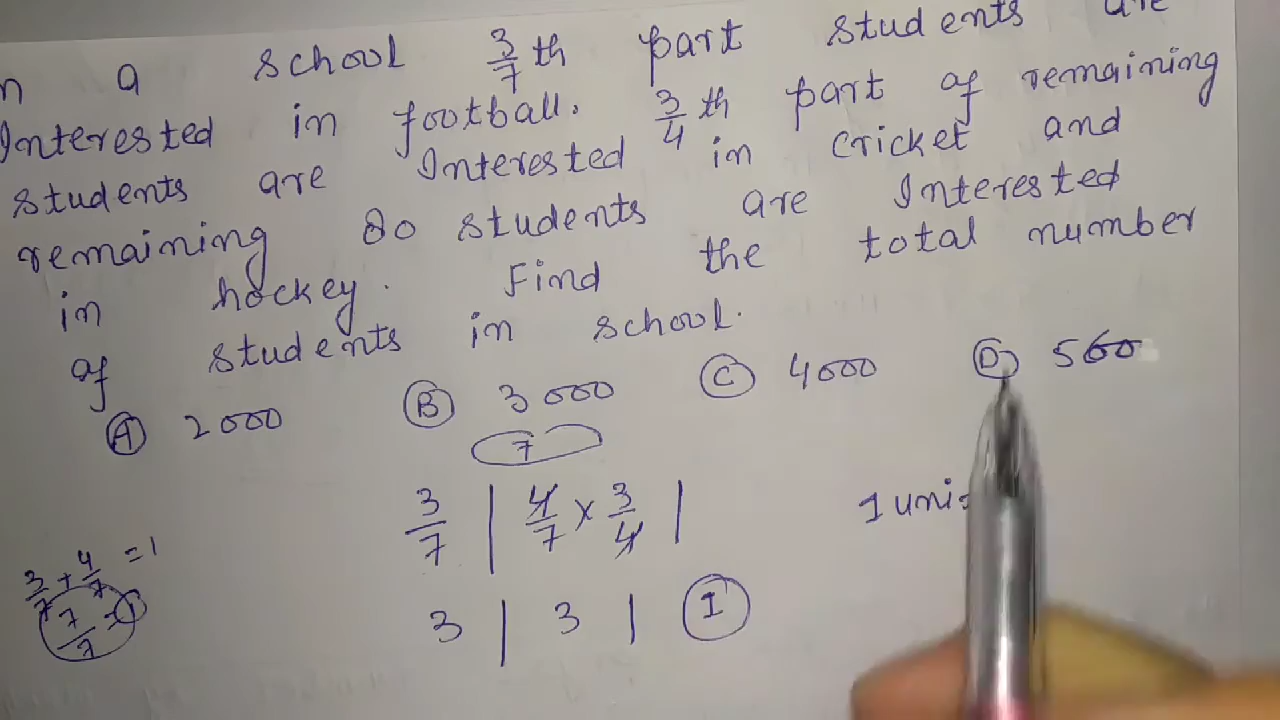 n a school 3/7 th part students are
Interested in football. 3/4 th part of remaining
students are Interested in cricket and
remaining 80 students are Interested
in hockey. Find the total number
of students in school.
(A) 2000 (B) 3000 (C) 4000 (D) 560
7
3/7 | 4/7 × 3/4 | 1 uni
3/7 + 4/7 = 1
7/7 = 1
3 | 3 | 1